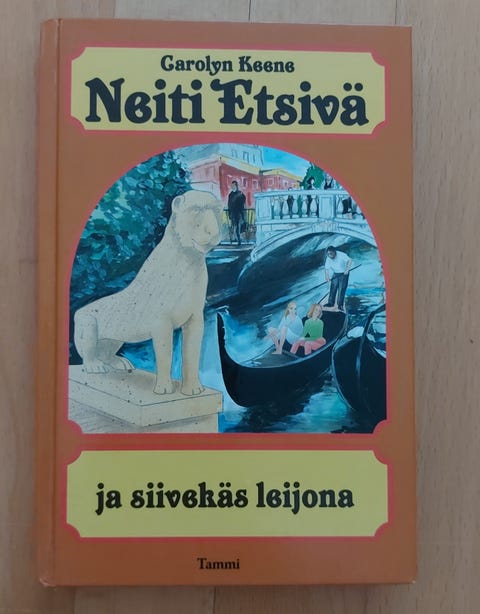 Carolyn Keene
Neiti Etsivä
ja siivekäs leijona
Tammi